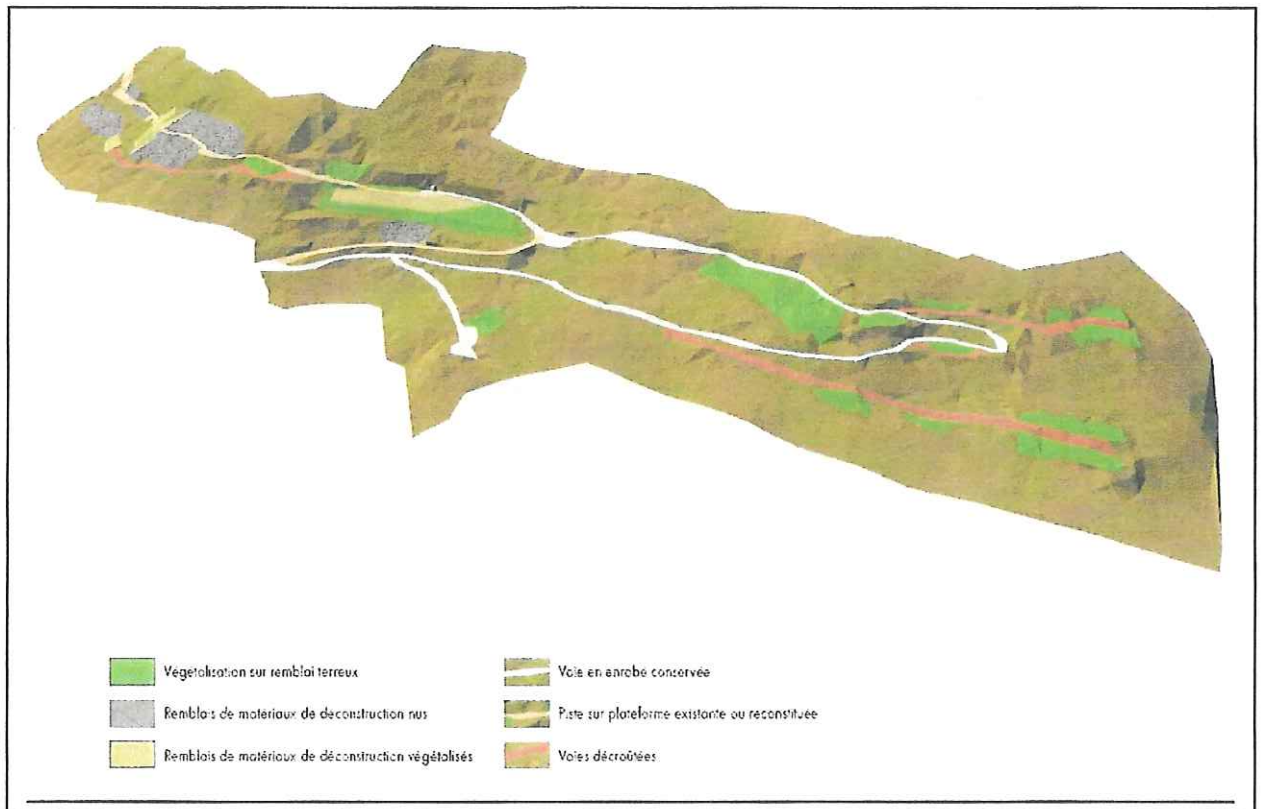 Végétalisation sur remblai terreux
Remblais de matériaux de déconstruction nus
Remblais de matériaux de déconstruction végétalisés
Voie en enrobé conservée
Piste sur plateforme existante ou reconstituée
Voies décroûtées